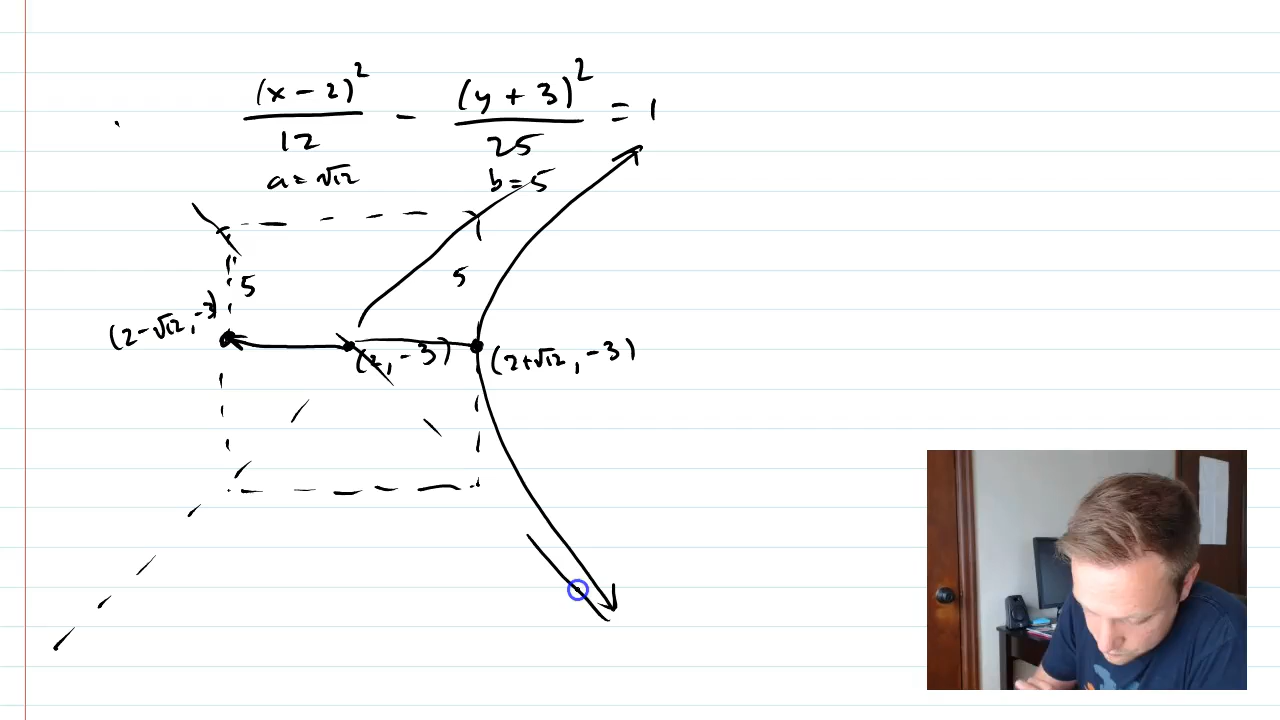 (x - 2)² / 12 - (y + 3)² / 25 = 1
a = √12 b = 5
5
5
(2-√12, -3)
(2, -3) (2+√12, -3)